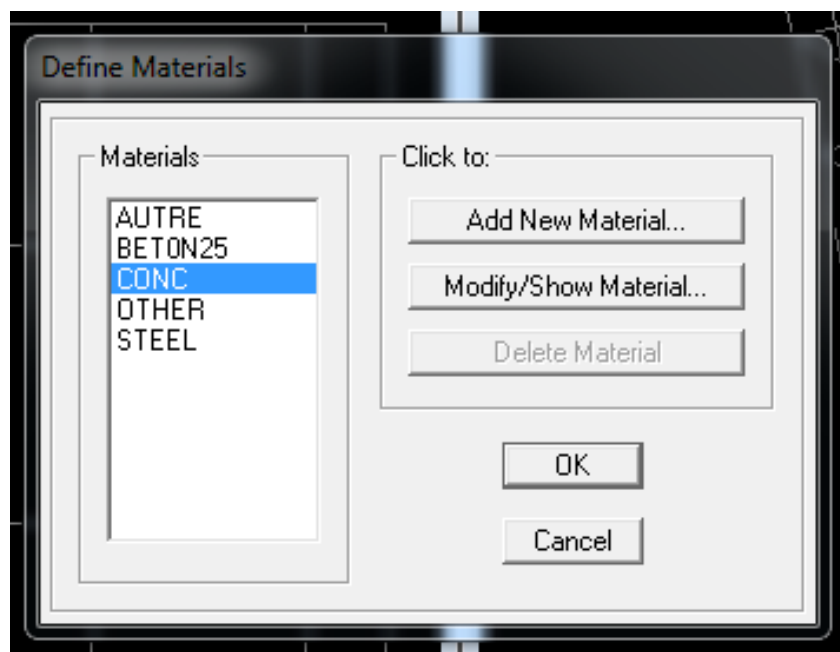 Define Materials
Materials
AUTRE
BETON25
CONC
OTHER
STEEL
Click to:
Add New Material...
Modify/Show Material...
Delete Material
OK
Cancel